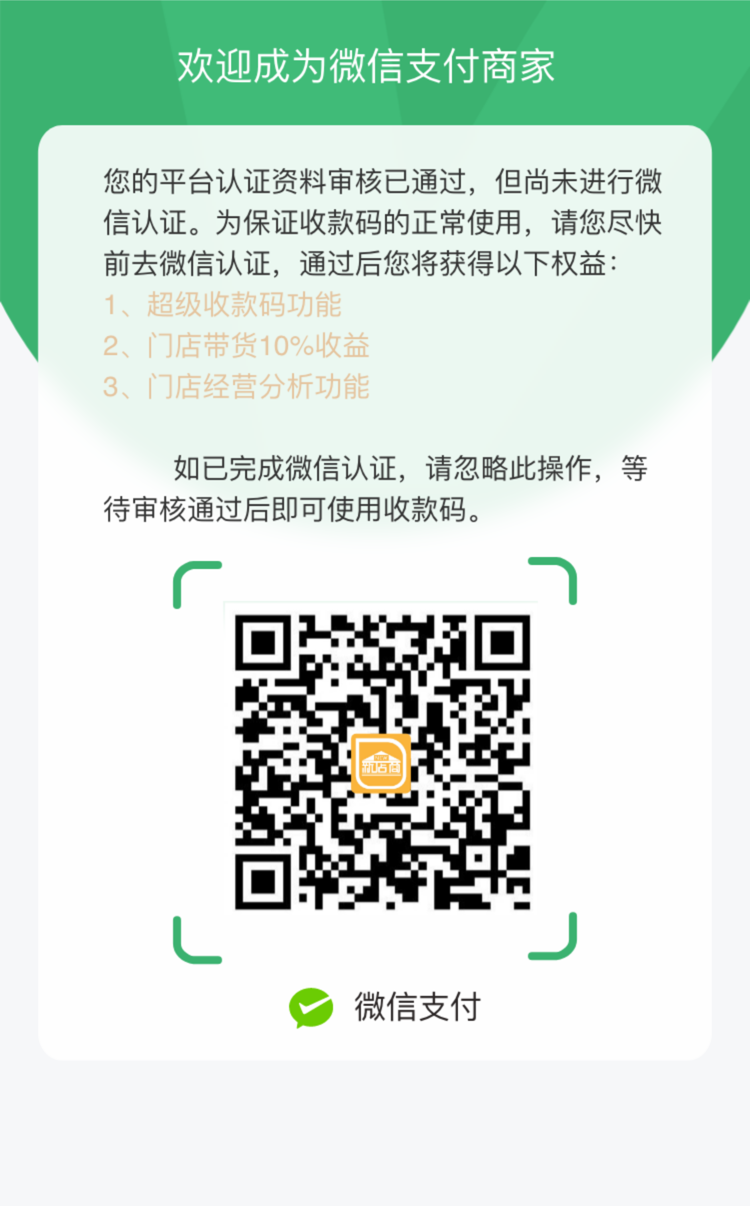 欢迎成为微信支付商家
您的平台认证资料审核已通过，但尚未进行微
信认证。为保证收款码的正常使用，请您尽快
前去微信认证，通过后您将获得以下权益：
1、超级收款码功能
2、门店带货10%收益
3、门店经营分析功能
如已完成微信认证，请忽略此操作，等
待审核通过后即可使用收款码。
新店商
微信支付